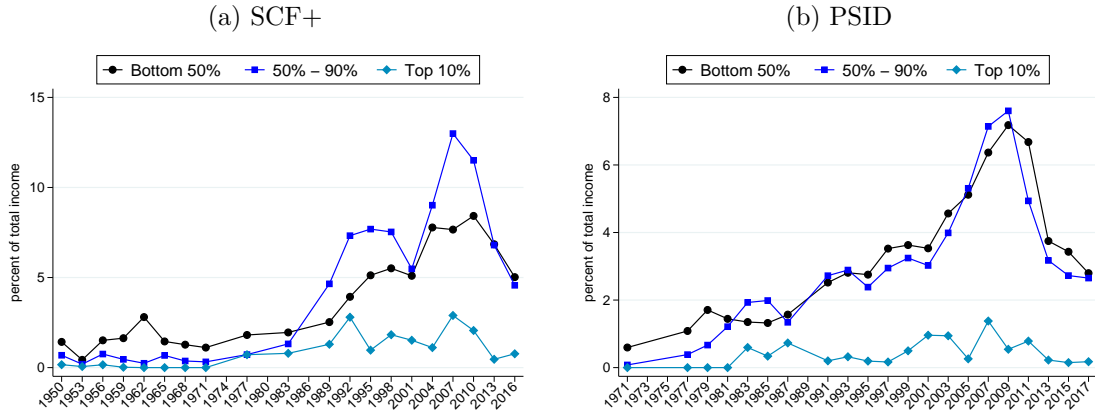 (a) SCF+
Bottom 50% 50% − 90% Top 10%
percent of total income
15
10
5
0
1950 1953 1956 1959 1962 1965 1968 1971 1974 1977 1980 1983 1986 1989 1992 1995 1998 2001 2004 2007 2010 2013 2016
(b) PSID
Bottom 50% 50% − 90% Top 10%
percent of total income
8
6
4
2
0
1971 1973 1975 1977 1979 1981 1983 1985 1987 1989 1991 1993 1995 1997 1999 2001 2003 2005 2007 2009 2011 2013 2015 2017